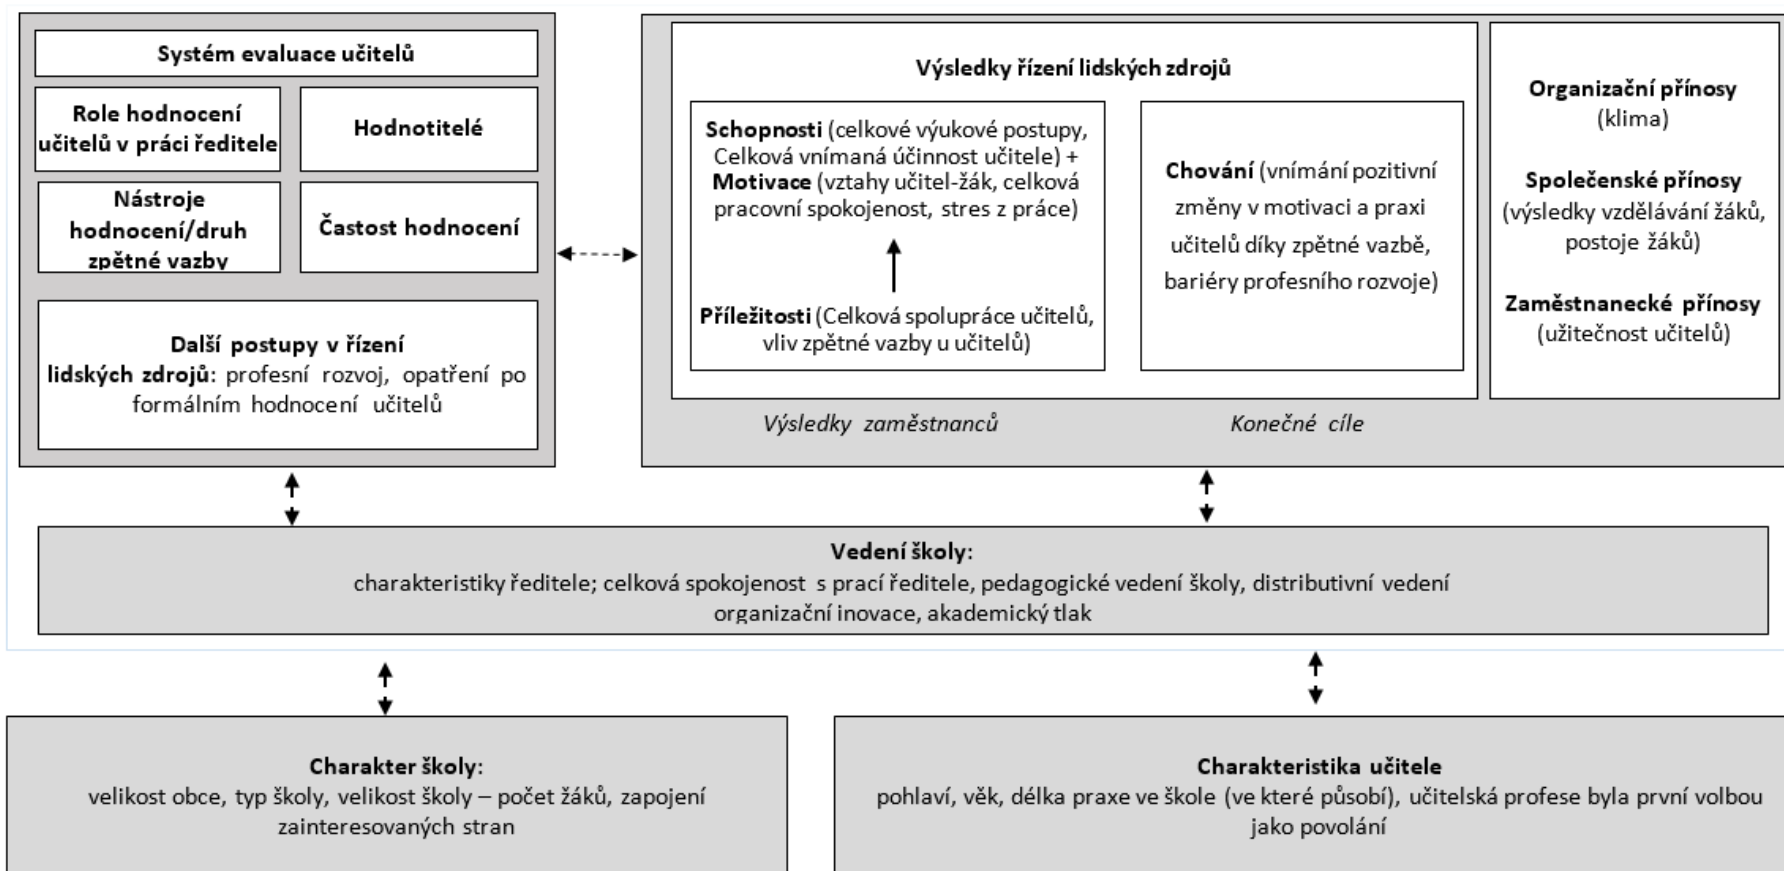 Systém evaluace učitelů
Role hodnocení
učitelů v práci ředitele
Hodnotitelé
Nástroje
hodnocení/druh
zpětné vazby
Častost hodnocení
Další postupy v řízení
lidských zdrojů: profesní rozvoj, opatření po
formálním hodnocení učitelů
Výsledky řízení lidských zdrojů
Schopnosti (celkové výukové postupy,
Celková vnímaná účinnost učitele) +
Motivace (vztahy učitel-žák, celková
pracovní spokojenost, stres z práce)
Příležitosti (Celková spolupráce učitelů,
vliv zpětné vazby u učitelů)
Chování (vnímání pozitivní
změny v motivaci a praxi
učitelů díky zpětné vazbě,
bariéry profesního rozvoje)
Výsledky zaměstnanců
Konečné cíle
Organizační přínosy
(klima)
Společenské přínosy
(výsledky vzdělávání žáků,
postoje žáků)
Zaměstnanecké přínosy
(užitečnost učitelů)
Vedení školy:
charakteristiky ředitele; celková spokojenost s prací ředitele, pedagogické vedení školy, distributivní vedení
organizační inovace, akademický tlak
Charakter školy:
velikost obce, typ školy, velikost školy – počet žáků, zapojení
zainteresovaných stran
Charakteristika učitele
pohlaví, věk, délka praxe ve škole (ve které působí), učitelská profese byla první volbou
jako povolání